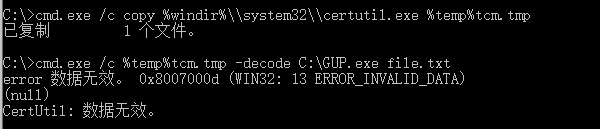 C:\>cmd.exe /c copy %windir%\\system32\\certutil.exe %temp%tcm.tmp
已复制         1 个文件。
C:\>cmd.exe /c %temp%tcm.tmp -decode C:\GUP.exe file.txt
error 数据无效。 0x8007000d (WIN32: 13 ERROR_INVALID_DATA)
(null)
CertUtil: 数据无效。